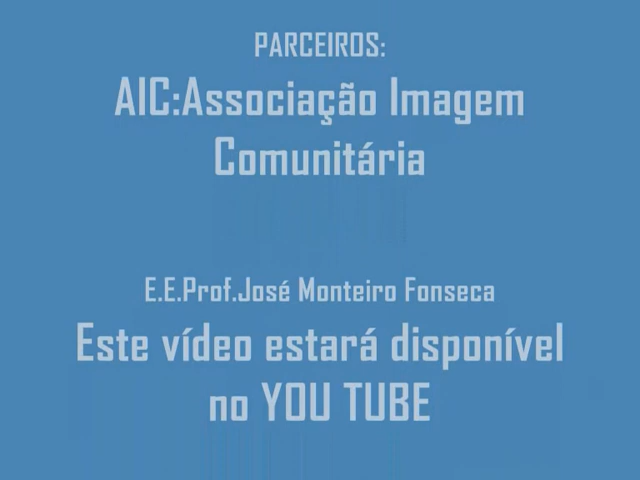 PARCEIROS:
AIC:Associação Imagem
Comunitária
E.E.Prof.José Monteiro Fonseca
Este vídeo estará disponível
no YOU TUBE